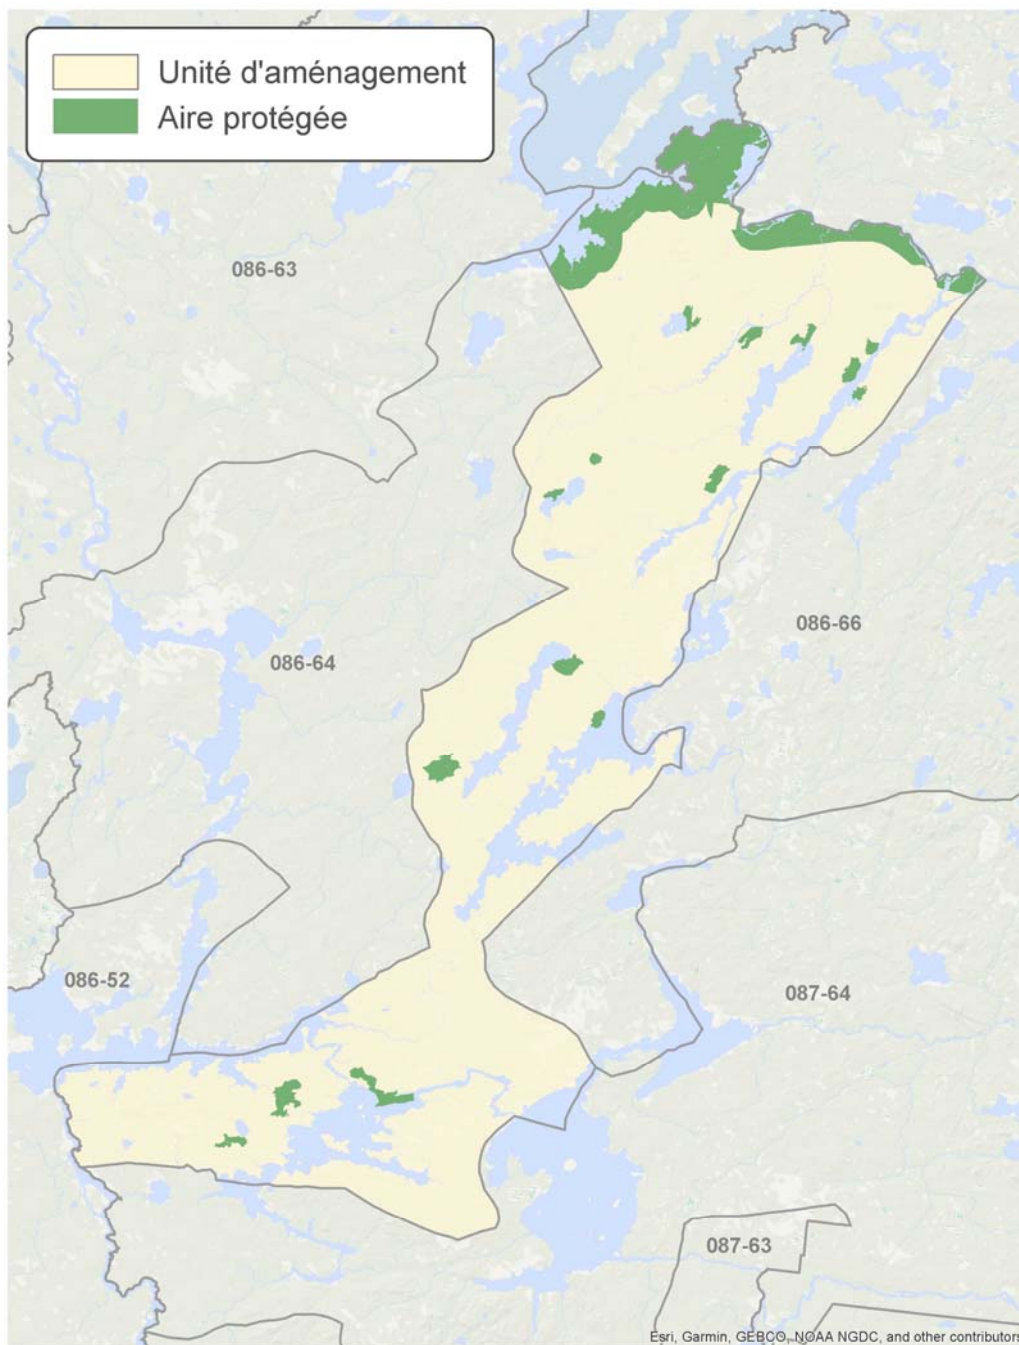 Unité d'aménagement
Aire protégée
086-63
086-66
086-64
086-52
087-64
087-63
Esri, Garmin, GEBCO, NOAA NGDC, and other contributors